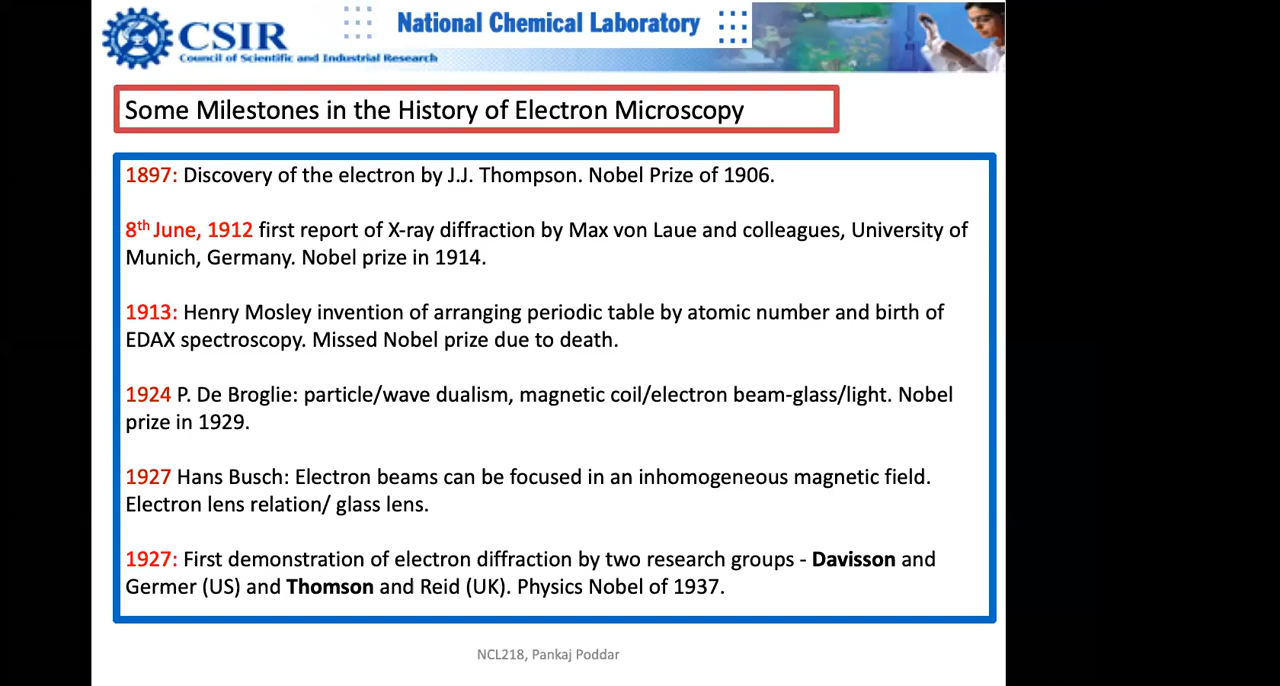 CSIR
Council of Scientific and Industrial Research
National Chemical Laboratory
Some Milestones in the History of Electron Microscopy
1897: Discovery of the electron by J.J. Thompson. Nobel Prize of 1906.
8th June, 1912 first report of X-ray diffraction by Max von Laue and colleagues, University of
Munich, Germany. Nobel prize in 1914.
1913: Henry Mosley invention of arranging periodic table by atomic number and birth of
EDAX spectroscopy. Missed Nobel prize due to death.
1924 P. De Broglie: particle/wave dualism, magnetic coil/electron beam-glass/light. Nobel
prize in 1929.
1927 Hans Busch: Electron beams can be focused in an inhomogeneous magnetic field.
Electron lens relation/ glass lens.
1927: First demonstration of electron diffraction by two research groups - Davisson and
Germer (US) and Thomson and Reid (UK). Physics Nobel of 1937.
NCL218, Pankaj Poddar